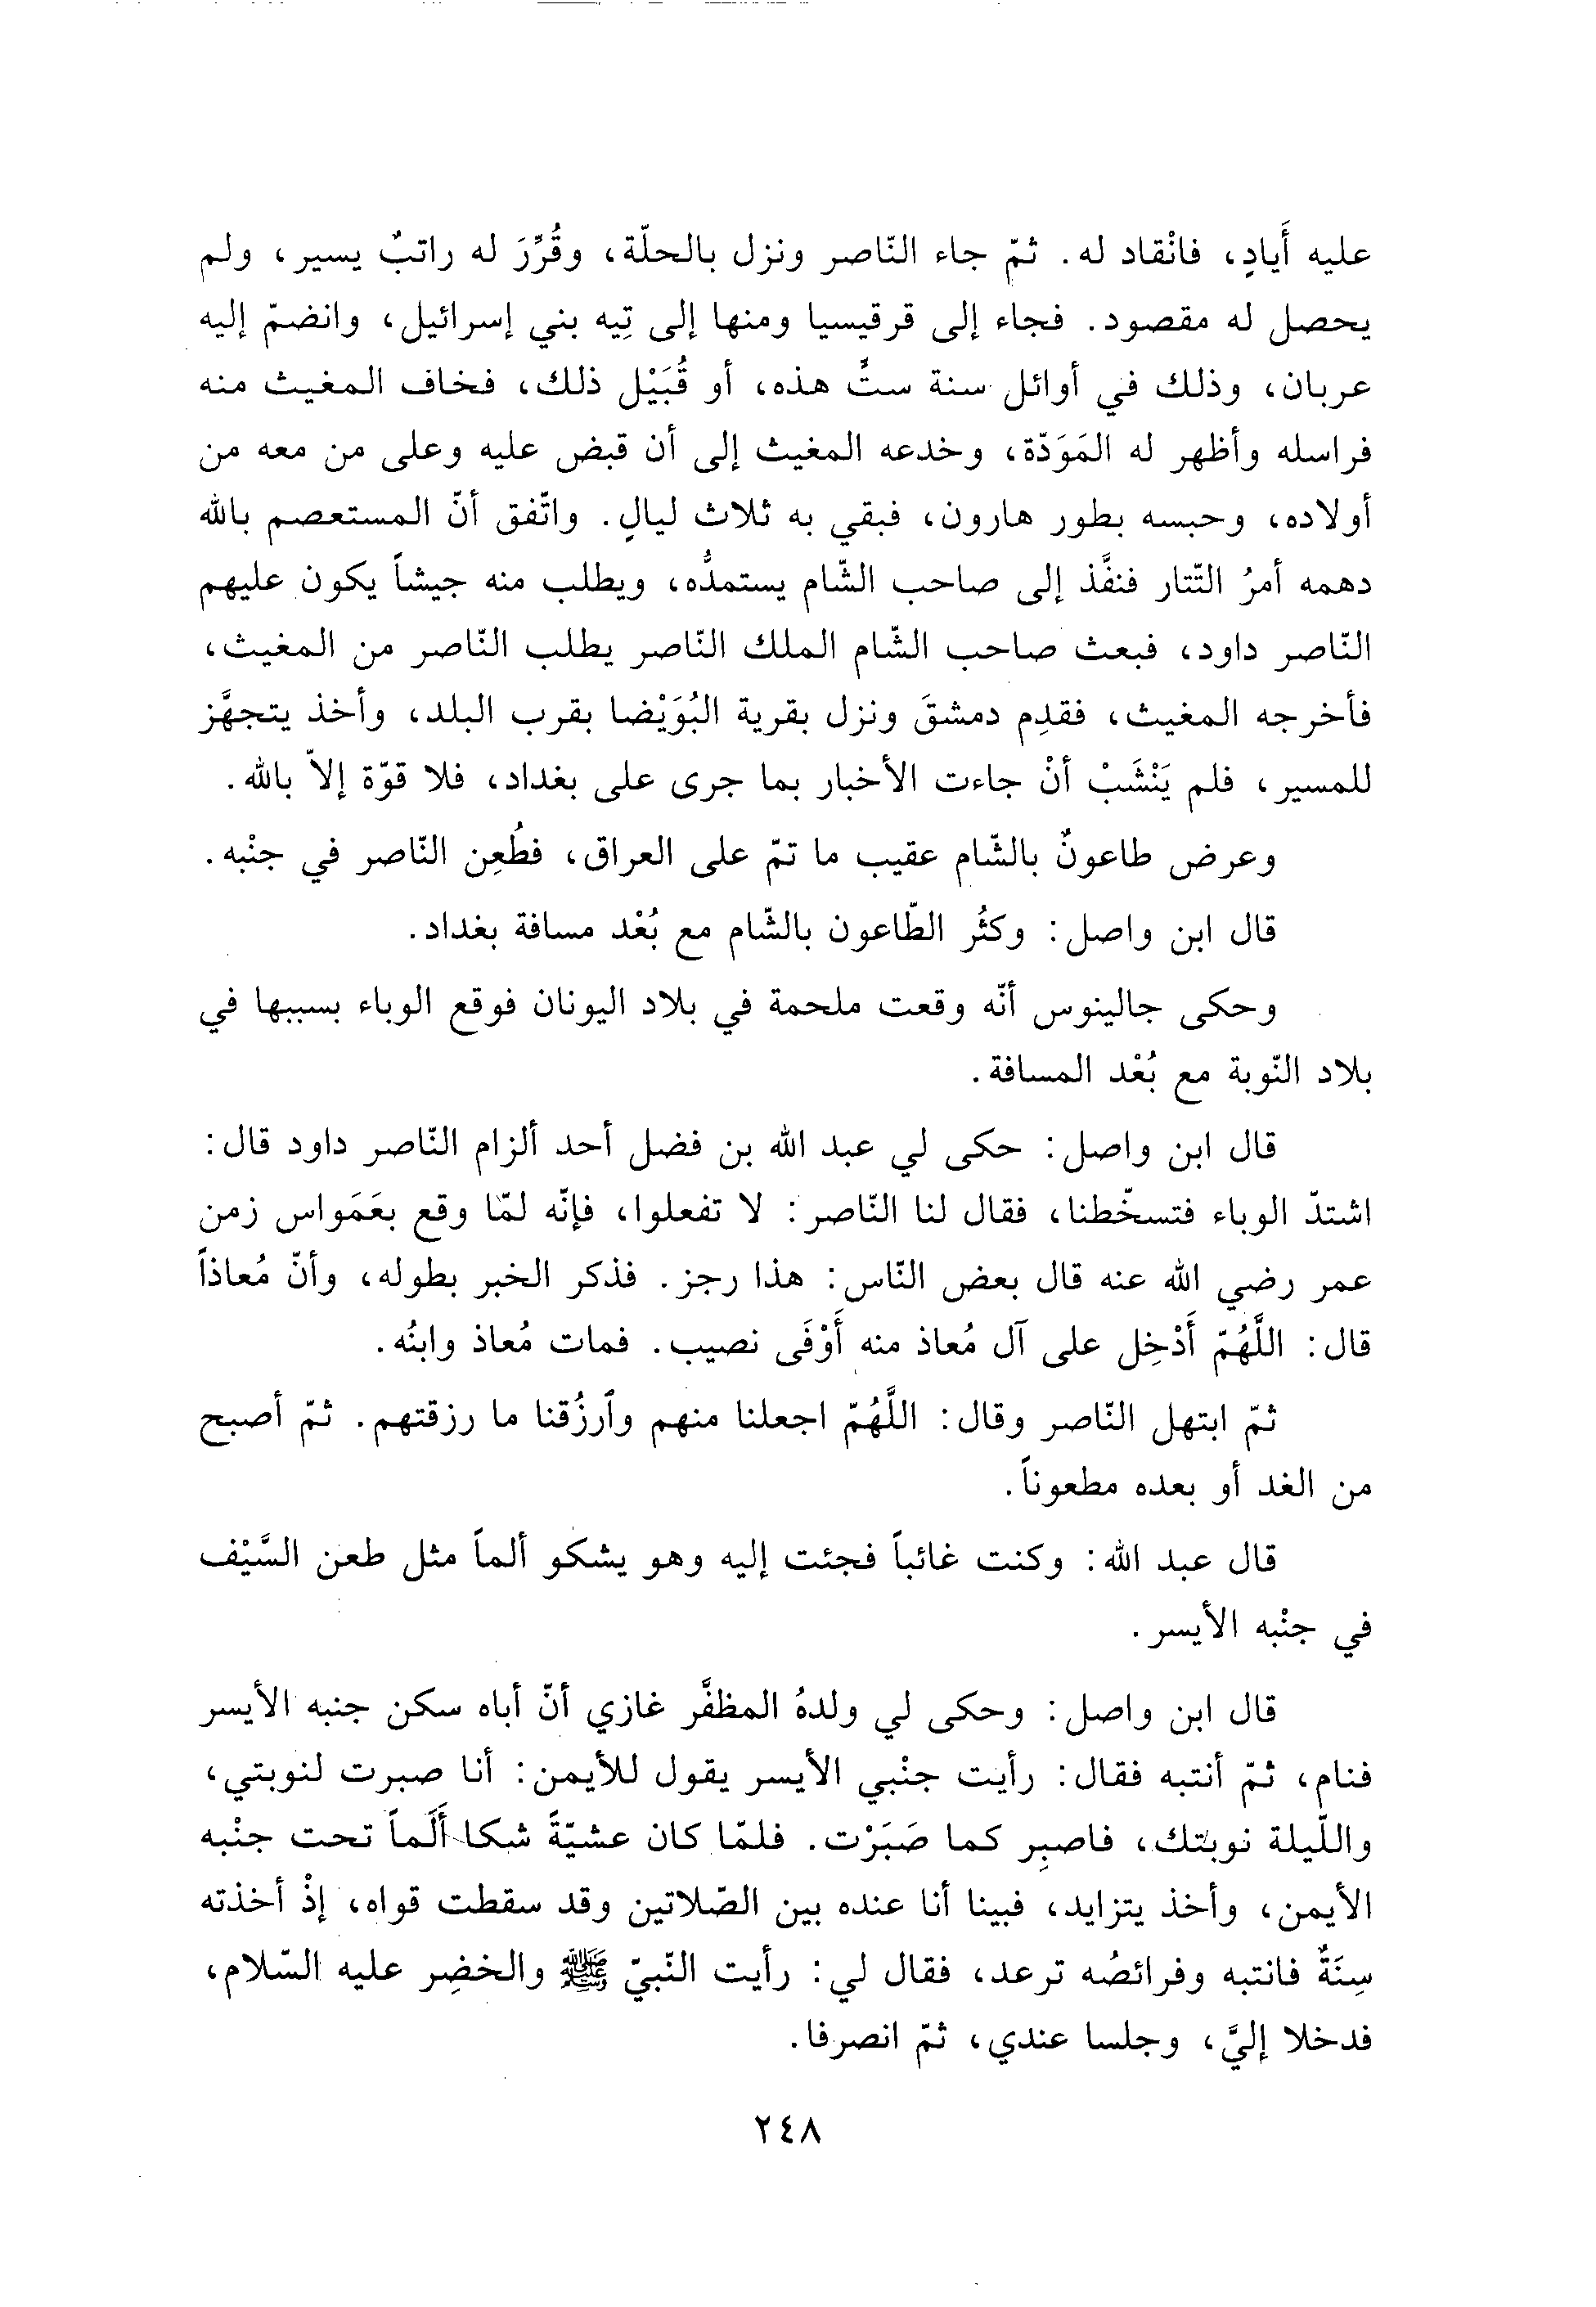 عليه أَيادٍ، فانْقاد له. ثمّ جاء النّاصر ونزل بالحلّة، وقُرِّرَ له راتبٌ يسير، ولم
يحصل له مقصود. فجاء إلى قرقيسيا ومنها إلى تِيه بني إسرائيل، وانضمّ إليه
عربان، وذلك في أوائل سنة ستٍّ هذه، أو قُبَيْل ذلك، فخاف المغيث منه
فراسله وأظهر له المَوَدّة، وخدعه المغيث إلى أن قبض عليه وعلى من معه من
أولاده، وحبسه بطور هارون، فبقي به ثلاث ليالٍ. واتّفق أنّ المستعصم بالله
دهمه أمرُ التّتار فنفَّذ إلى صاحب الشّام يستمدُّه، ويطلب منه جيشاً يكون عليهم
النّاصر داود، فبعث صاحب الشّام الملك النّاصر يطلب النّاصر من المغيث،
فأخرجه المغيث، فقدِم دمشقَ ونزل بقرية البُوَيْضا بقرب البلد، وأخذ يتجهَّز
للمسير، فلم يَنْشَبْ أنْ جاءت الأخبار بما جرى على بغداد، فلا قوّة إلاّ بالله.
وعرض طاعونٌ بالشّام عقيب ما تمّ على العراق، فطُعِن النّاصر في جنْبه.
قال ابن واصل: وكثُر الطّاعون بالشّام مع بُعْد مسافة بغداد.
وحكى جالينوس أنّه وقعت ملحمة في بلاد اليونان فوقع الوباء بسببها في
بلاد النّوبة مع بُعْد المسافة.
قال ابن واصل: حكى لي عبد الله بن فضل أحد ألزام النّاصر داود قال:
اشتدّ الوباء فتسخّطنا، فقال لنا النّاصر: لا تفعلوا، فإنّه لمّا وقع بعَمَواس زمن
عمر رضي الله عنه قال بعض النّاس: هذا رجز. فذكر الخبر بطوله، وأنّ مُعاذاً
قال: اللَّهُمّ أَدْخِل على آل مُعاذ منه أَوْفَى نصيب. فمات مُعاذ وابنُه.
ثمّ ابتهل النّاصر وقال: اللَّهُمّ اجعلنا منهم وٱرزُقنا ما رزقتهم. ثمّ أصبح
من الغد أو بعده مطعوناً.
قال عبد الله: وكنت غائباً فجئت إليه وهو يشكو ألماً مثل طعن السَّيْف
في جنْبه الأيسر.
قال ابن واصل: وحكى لي ولدهُ المظفَّر غازي أنّ أباه سكن جنبه الأيسر
فنام، ثمّ أنتبه فقال: رأيت جنْبي الأيسر يقول للأيمن: أنا صبرت لنوبتي،
واللّيلة نوبتك، فاصبِر كما صَبَرْت. فلمّا كان عشيّةً شكا أَلَماً تحت جنْبه
الأيمن، وأخذ يتزايد، فبينا أنا عنده بين الصّلاتين وقد سقطت قواه، إذْ أخذته
سِنَةٌ فانتبه وفرائصُه ترعد، فقال لي: رأيت النّبيّ ﷺ والخضِر عليه السّلام،
فدخلا إليَّ، وجلسا عندي، ثمّ انصرفا.
٢٤٨